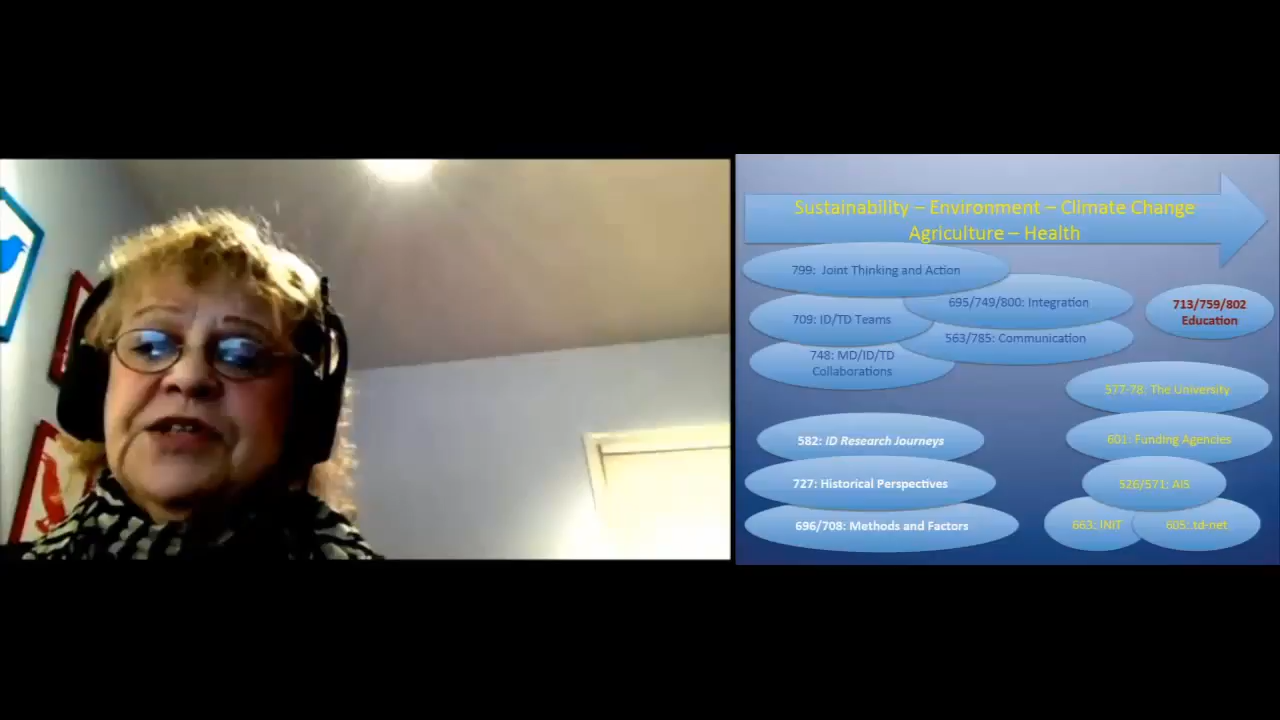 Sustainability – Environment – Climate Change
Agriculture – Health
799: Joint Thinking and Action
695/749/800: Integration
713/759/802
Education
709: ID/TD Teams
563/785: Communication
748: MD/ID/TD
Collaborations
577-78: The University
582: ID Research Journeys
601: Funding Agencies
727: Historical Perspectives
526/571: AIS
696/708: Methods and Factors
863: INIT
605: td-net